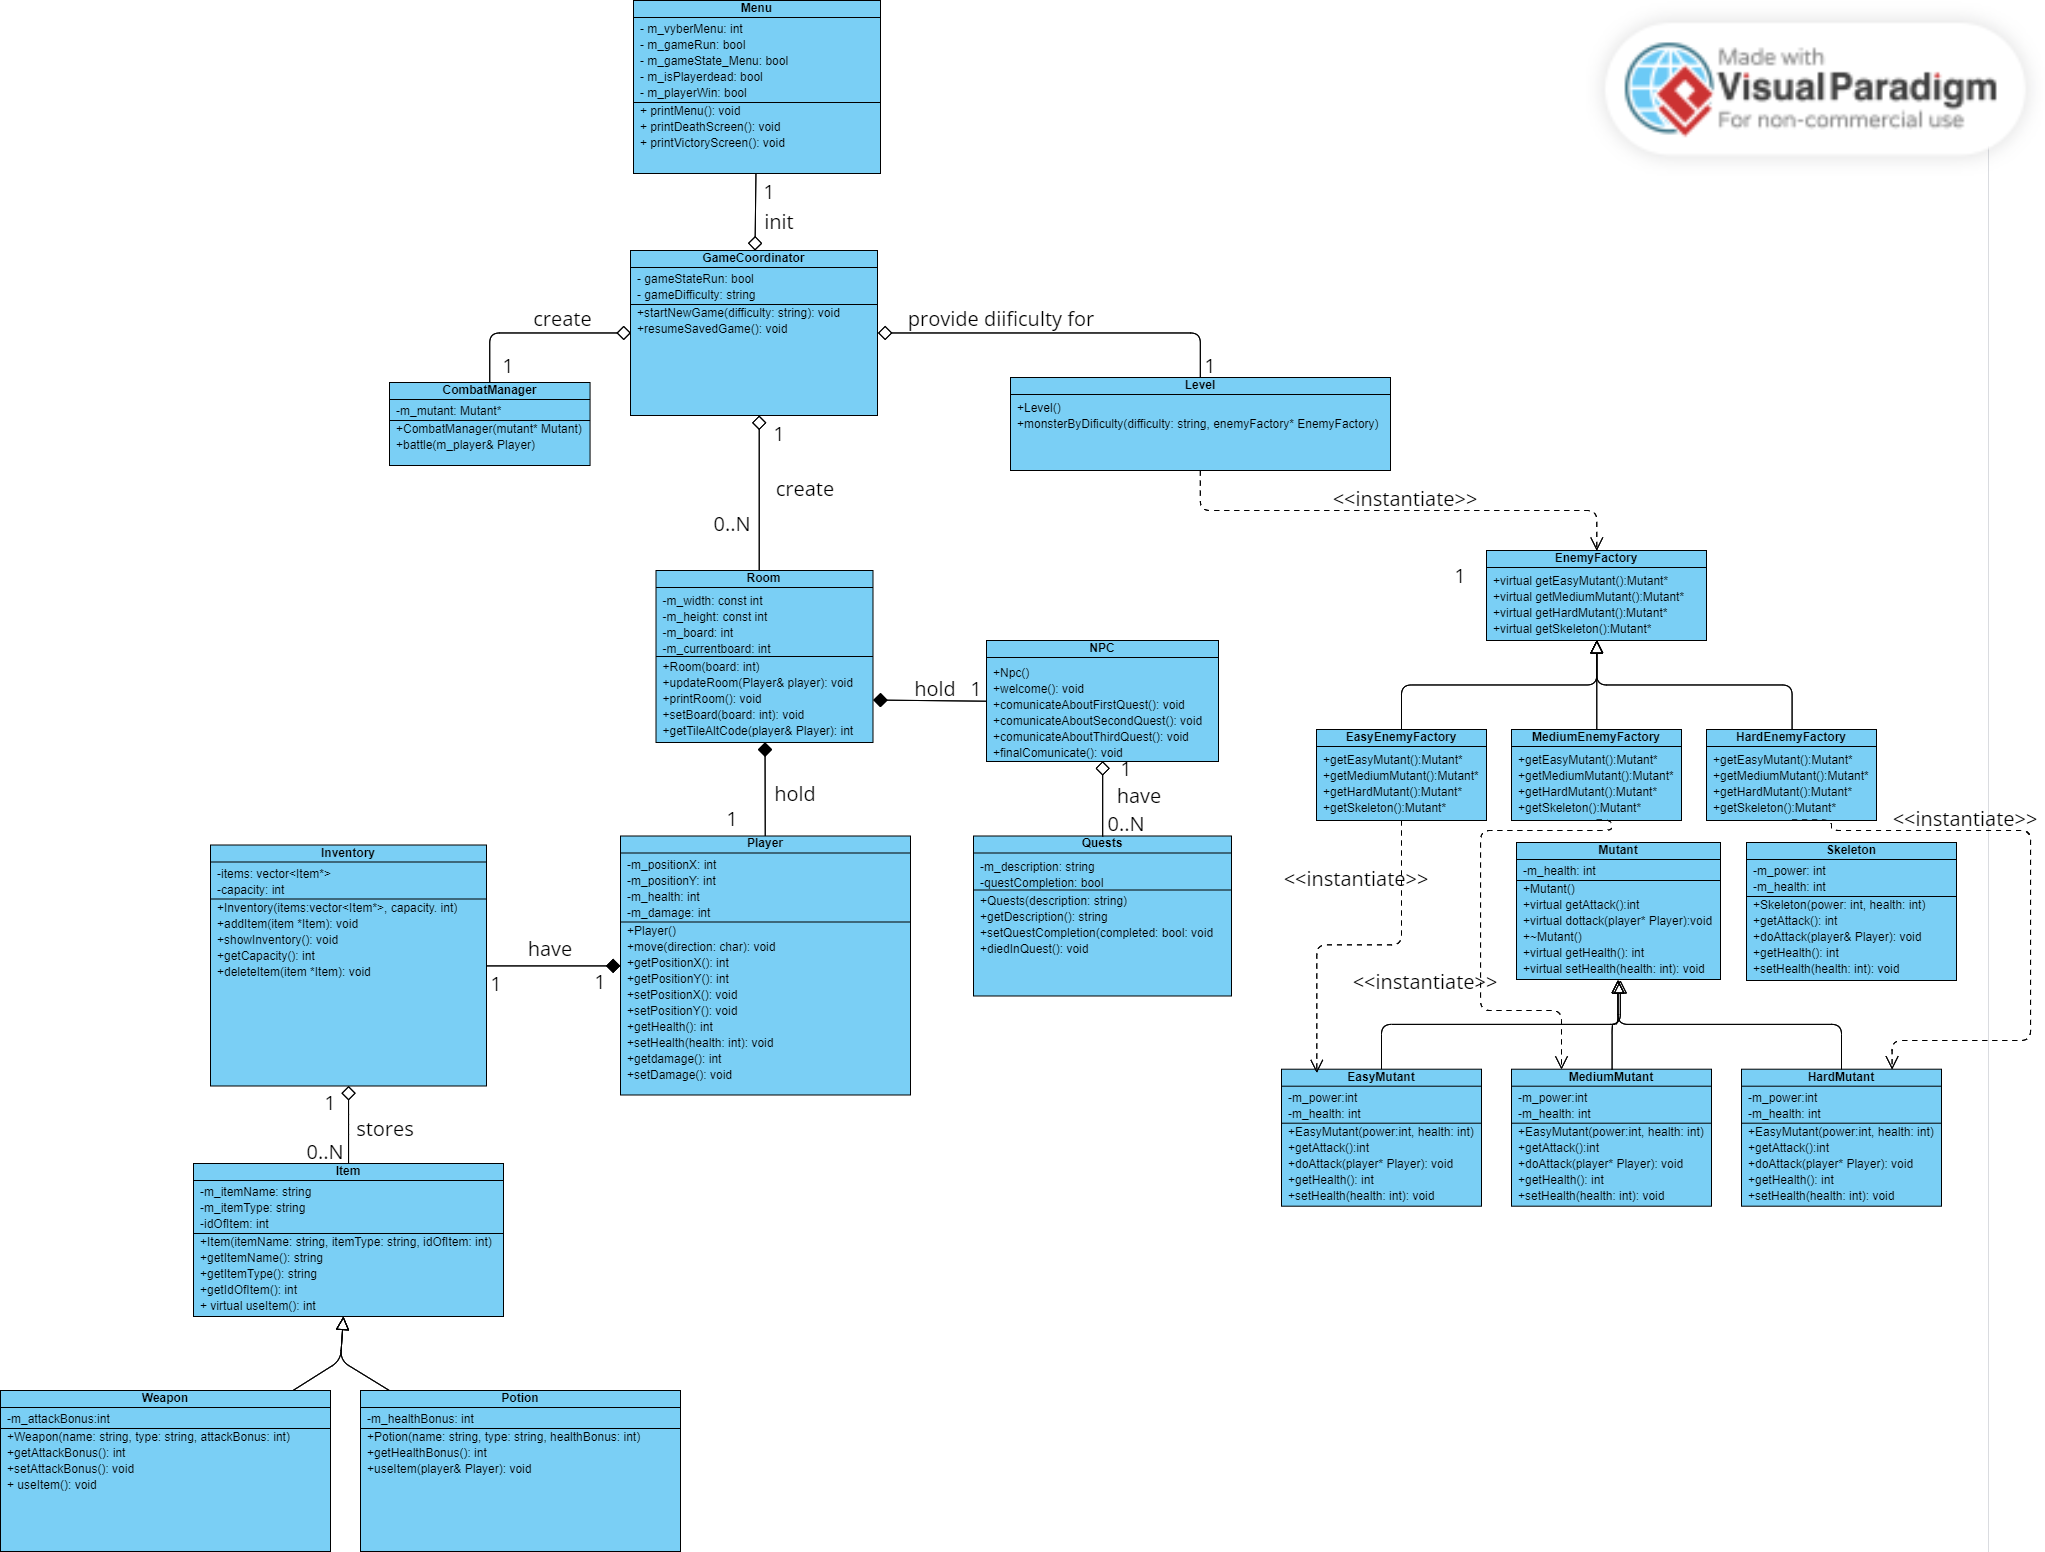 Menu
- m_vyberMenu: int
- m_gameRun: bool
- m_gameState_Menu: bool
- m_isPlayerdead: bool
- m_playerWin: bool
+ printMenu(): void
+ printDeathScreen(): void
+ printVictoryScreen(): void
Made with
Visual Paradigm
For non-commercial use
1
init
GameCoordinator
- gameStateRun: bool
- gameDifficulty: string
+startNewGame(difficulty: string): void
+resumeSavedGame(): void
create
1
provide diificulty for
1
CombatManager
-m_mutant: Mutant*
+CombatManager(mutant* Mutant)
+battle(m_player& Player)
Level
+Level()
+monsterByDificulty(difficulty: string, enemyFactory* EnemyFactory)
1
create
0..N
<<instantiate>>
1
EnemyFactory
+virtual getEasyMutant():Mutant*
+virtual getMediumMutant():Mutant*
+virtual getHardMutant():Mutant*
+virtual getSkeleton():Mutant*
Room
-m_width: const int
-m_height: const int
-m_board: int
-m_currentboard: int
+Room(board: int)
+updateRoom(Player& player): void
+printRoom(): void
+setBoard(board: int): void
+getTileAltCode(player& Player): int
hold
1
NPC
+Npc()
+welcome(): void
+comunicateAboutFirstQuest(): void
+comunicateAboutSecondQuest(): void
+comunicateAboutThirdQuest(): void
+finalComunicate(): void
EasyEnemyFactory
+getEasyMutant():Mutant*
+getMediumMutant():Mutant*
+getHardMutant():Mutant*
+getSkeleton():Mutant*
MediumEnemyFactory
+getEasyMutant():Mutant*
+getMediumMutant():Mutant*
+getHardMutant():Mutant*
+getSkeleton():Mutant*
HardEnemyFactory
+getEasyMutant():Mutant*
+getMediumMutant():Mutant*
+getHardMutant():Mutant*
+getSkeleton():Mutant*
hold
1
1
have
0..N
<<instantiate>>
<<instantiate>>
<<instantiate>>
Inventory
-items: vector<Item*>
-capacity: int
+Inventory(items:vector<Item*>, capacity. int)
+addItem(item *Item): void
+showInventory(): void
+getCapacity(): int
+deleteItem(item *Item): void
have
1
1
Player
-m_positionX: int
-m_positionY: int
-m_health: int
-m_damage: int
+Player()
+move(direction: char): void
+getPositionX(): int
+getPositionY(): int
+setPositionX(): void
+setPositionY(): void
+getHealth(): int
+setHealth(health: int): void
+getdamage(): int
+setDamage(): void
Quests
-m_description: string
-questCompletion: bool
+Quests(description: string)
+getDescription(): string
+setQuestCompletion(completed: bool: void
+diedInQuest(): void
Mutant
-m_health: int
+Mutant()
+virtual getAttack():int
+virtual dottack(player* Player):void
+~Mutant()
+virtual getHealth(): int
+virtual setHealth(health: int): void
Skeleton
-m_power: int
-m_health: int
+Skeleton(power: int, health: int)
+getAttack(): int
+doAttack(player& Player): void
+getHealth(): int
+setHealth(health: int): void
EasyMutant
-m_power:int
-m_health: int
+EasyMutant(power:int, health: int)
+getAttack():int
+doAttack(player* Player): void
+getHealth(): int
+setHealth(health: int): void
MediumMutant
-m_power:int
-m_health: int
+EasyMutant(power:int, health: int)
+getAttack():int
+doAttack(player* Player): void
+getHealth(): int
+setHealth(health: int): void
HardMutant
-m_power:int
-m_health: int
+EasyMutant(power:int, health: int)
+getAttack():int
+doAttack(player* Player): void
+getHealth(): int
+setHealth(health: int): void
1
stores
0..N
Item
-m_itemName: string
-m_itemType: string
-idOfItem: int
+Item(itemName: string, itemType: string, idOfItem: int)
+getItemName(): string
+getItemType(): string
+getIdOfItem(): int
+ virtual useItem(): int
Weapon
-m_attackBonus:int
+Weapon(name: string, type: string, attackBonus: int)
+getAttackBonus(): int
+setAttackBonus(): void
+ useItem(): void
Potion
-m_healthBonus: int
+Potion(name: string, type: string, healthBonus: int)
+getHealthBonus(): int
+useItem(player& Player): void